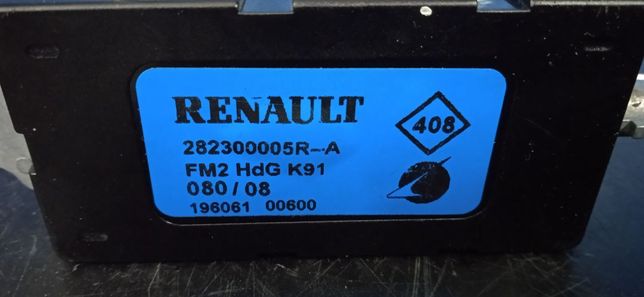 RENAULT
408
282300005R-A
FM2 HdG K91
080/08
196061 00600